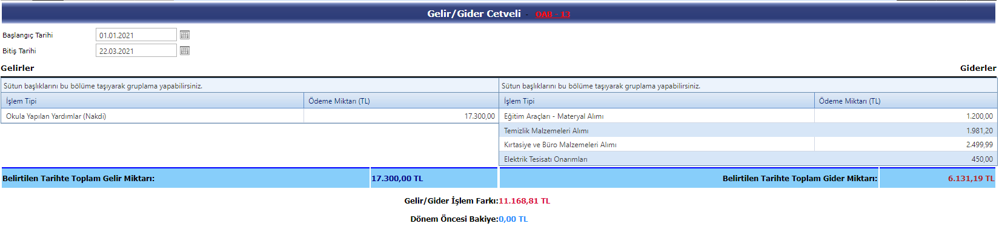 Gelir/Gider Cetveli - OAB - 13
Başlangıç Tarihi 01.01.2021
Bitiş Tarihi 22.03.2021
Gelirler Giderler
Sütun başlıklarını bu bölüme taşıyarak gruplama yapabilirsiniz. Sütun başlıklarını bu bölüme taşıyarak gruplama yapabilirsiniz.
İşlem Tipi Ödeme Miktarı (TL) İşlem Tipi Ödeme Miktarı (TL)
Okula Yapılan Yardımlar (Nakdi) 17.300,00 Eğitim Araçları - Materyal Alımı 1.200,00
Temizlik Malzemeleri Alımı 1.981,20
Kırtasiye ve Büro Malzemeleri Alımı 2.499,99
Elektrik Tesisatı Onarımları 450,00
Belirtilen Tarihte Toplam Gelir Miktarı: 17.300,00 TL Belirtilen Tarihte Toplam Gider Miktarı: 6.131,19 TL
Gelir/Gider İşlem Farkı:11.168,81 TL
Dönem Öncesi Bakiye:0,00 TL